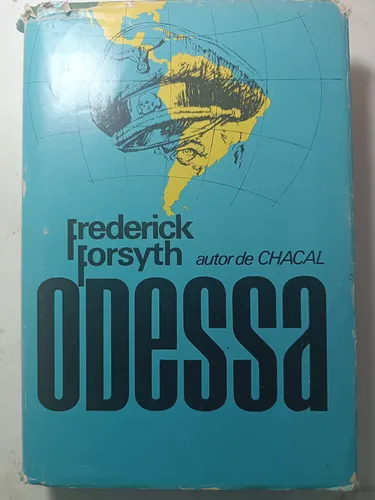 Frederick
Forsyth autor de CHACAL
ODESSA